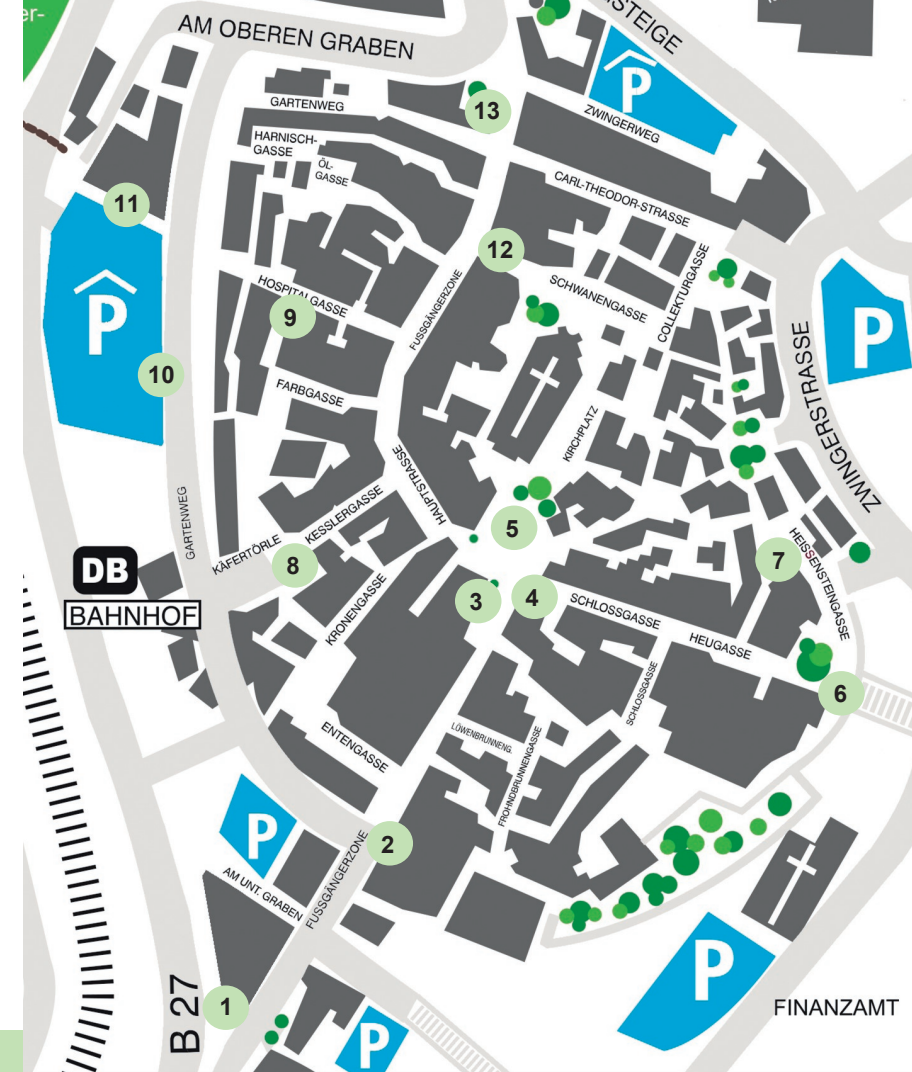 er-
AM OBEREN GRABEN
STEIGE
P
13
GARTENWEG
ZWINGERWEG
HARNISCH-
GASSE
ÖL-
GASSE
CARL-THEODOR-STRASSE
11
12
COLLEKTURGASSE
SCHWANENGASSE
HOSPITALGASSE
FUSSGÄNGERZONE
9
P
P
ZWINGERSTRASSE
10
FARBGASSE
KIRCHPLATZ
HAUPTSTRASSE
GARTENWEG
KESSLERGASSE
KÄFERTÖRLE
5
HEISSENSTEINGASSE
7
DB
BAHNHOF
8
KRONENGASSE
3
4
SCHLOSSGASSE
HEUGASSE
SCHLOSSGASSE
6
ENTENGASSE
LÖWENBRUNNENG.
FROHNDBRUNNENGASSE
P
2
FUSSGÄNGERZONE
AM UNT. GRABEN
P
B 27
1
P
FINANZAMT